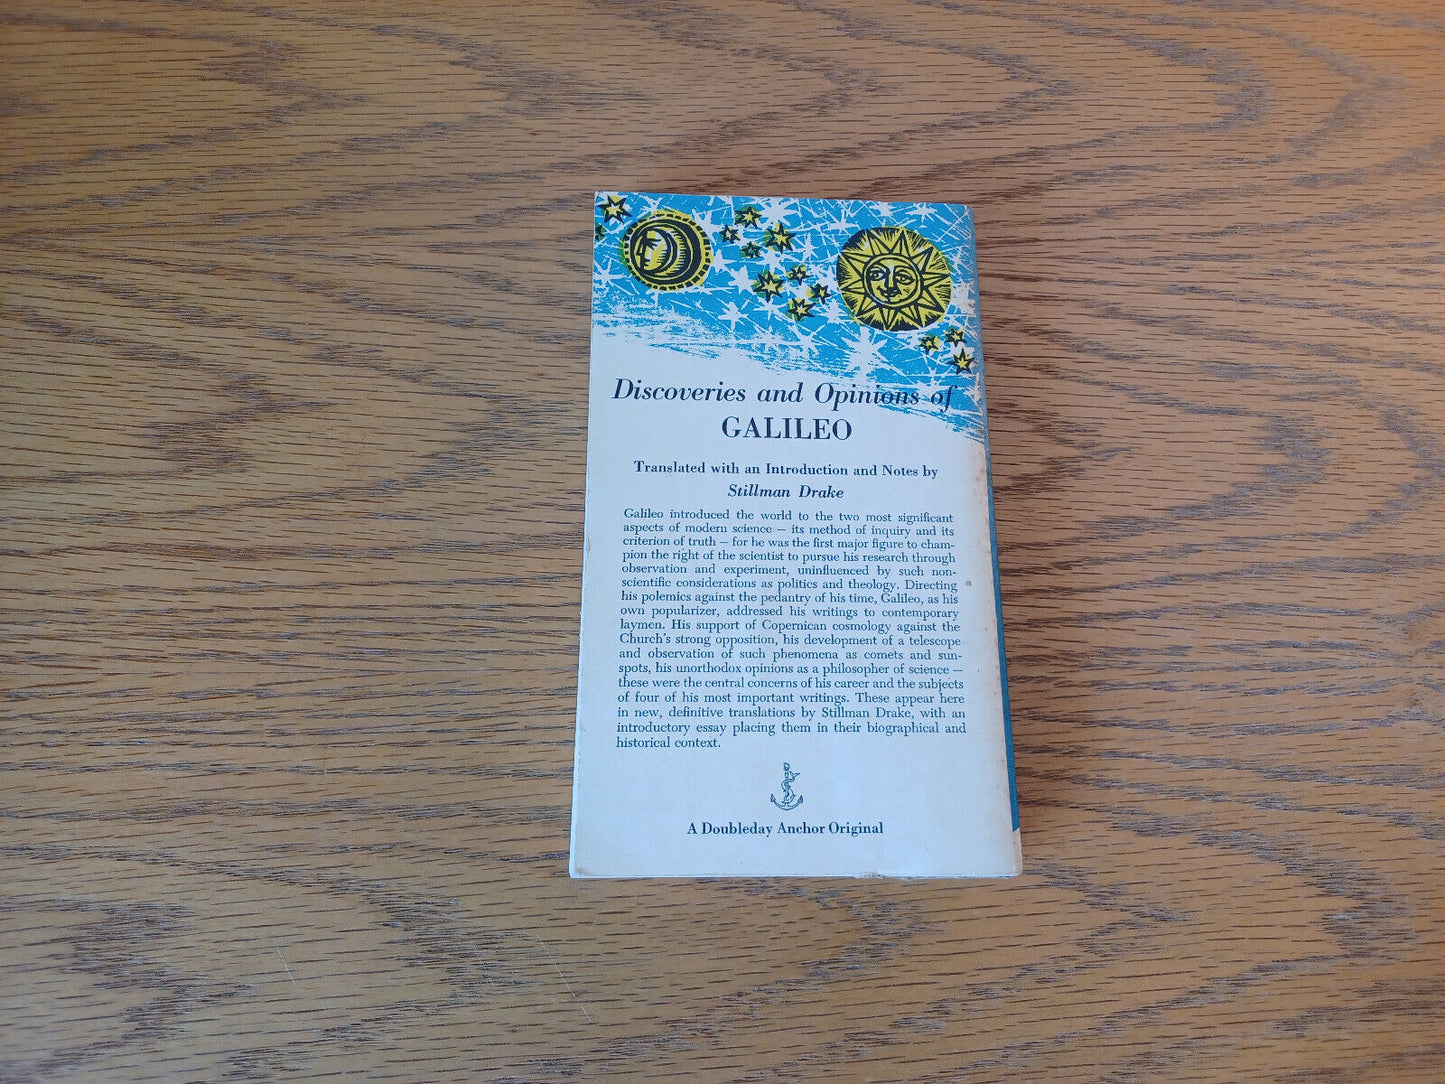 Discoveries and Opinions of
GALILEO
Translated with an Introduction and Notes by
Stillman Drake
Galileo introduced the world to the two most significant
aspects of modern science — its method of inquiry and its
criterion of truth — for he was the first major figure to cham-
pion the right of the scientist to pursue his research through
observation and experiment, uninfluenced by such non-
scientific considerations as politics and theology. Directing
his polemics against the pedantry of his time, Galileo, as his
own popularizer, addressed his writings to contemporary
laymen. His support of Copernican cosmology against the
Church's strong opposition, his development of a telescope
and observation of such phenomena as comets and sun-
spots, his unorthodox opinions as a philosopher of science —
these were the central concerns of his career and the subjects
of four of his most important writings. These appear here
in new, definitive translations by Stillman Drake, with an
introductory essay placing them in their biographical and
historical context.
A Doubleday Anchor Original